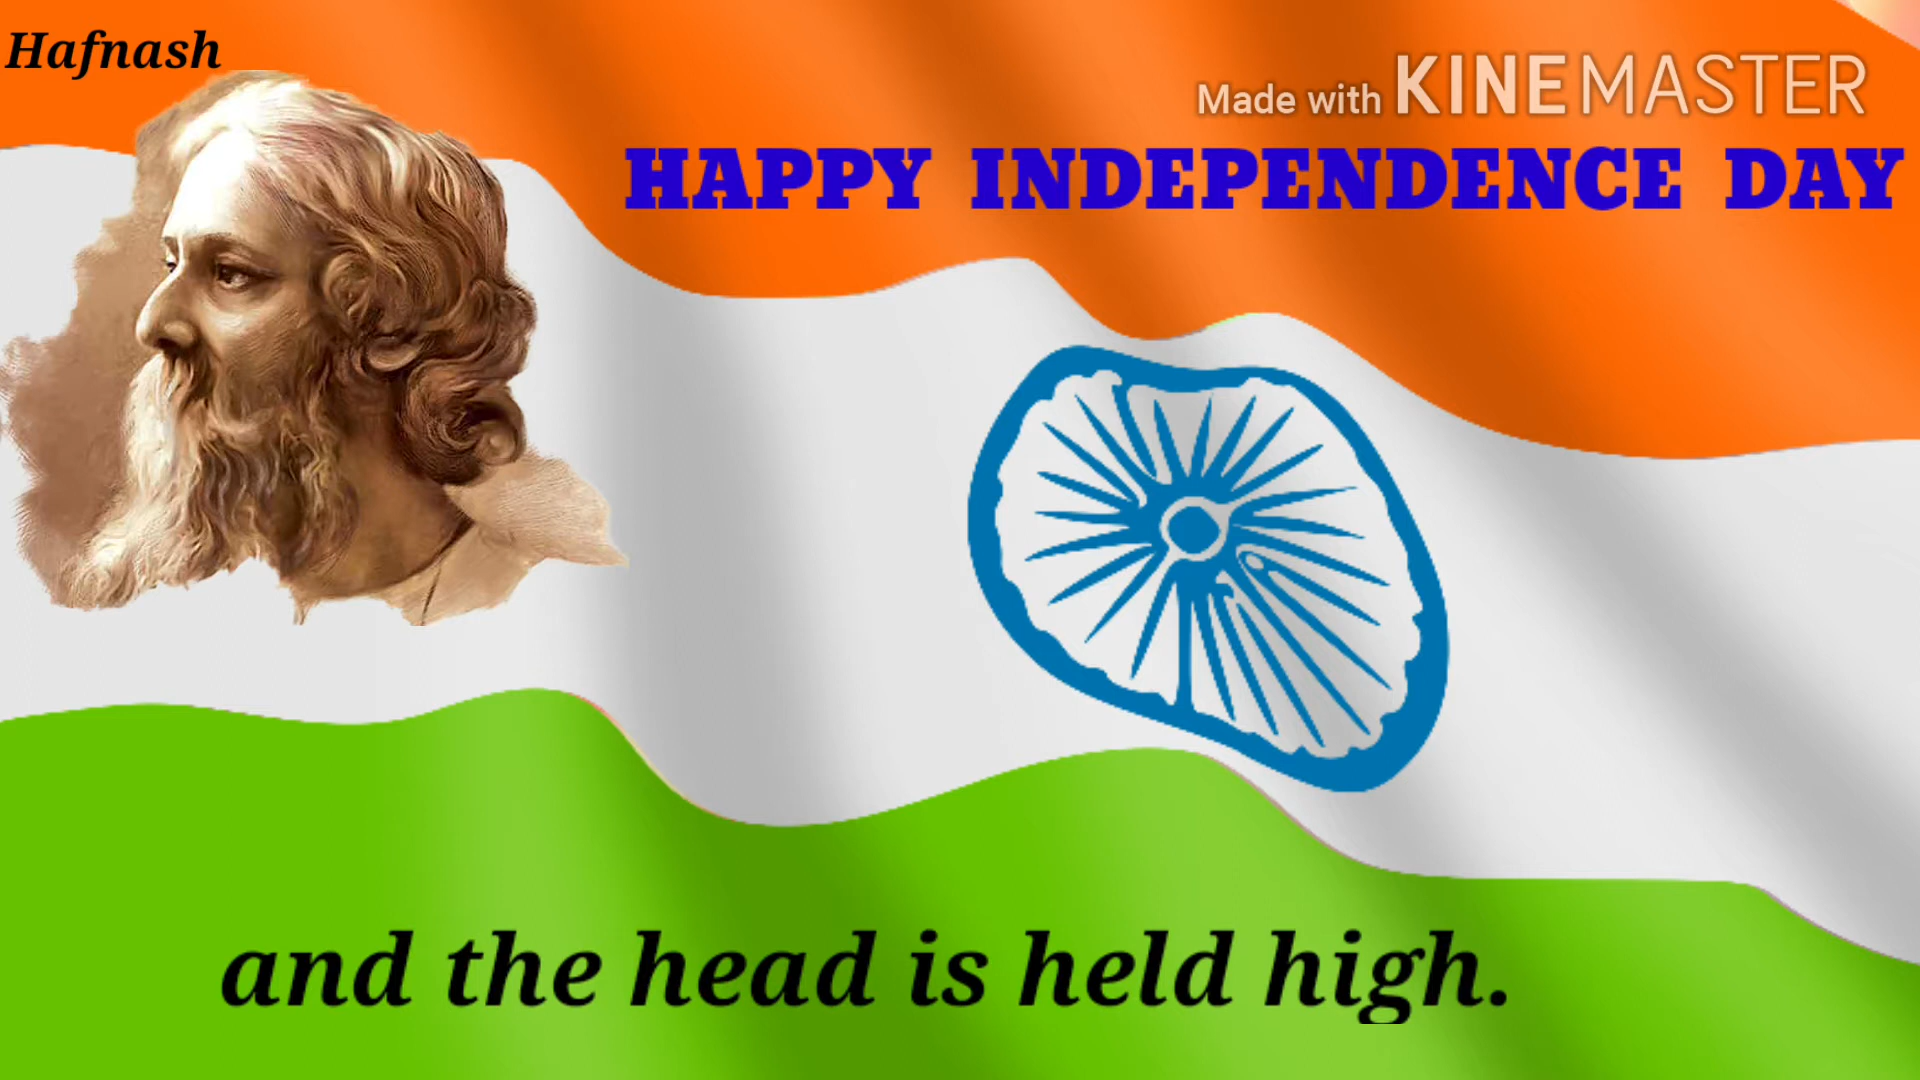 Hafnash
Made with KINEMASTER
HAPPY INDEPENDENCE DAY
and the head is held high.